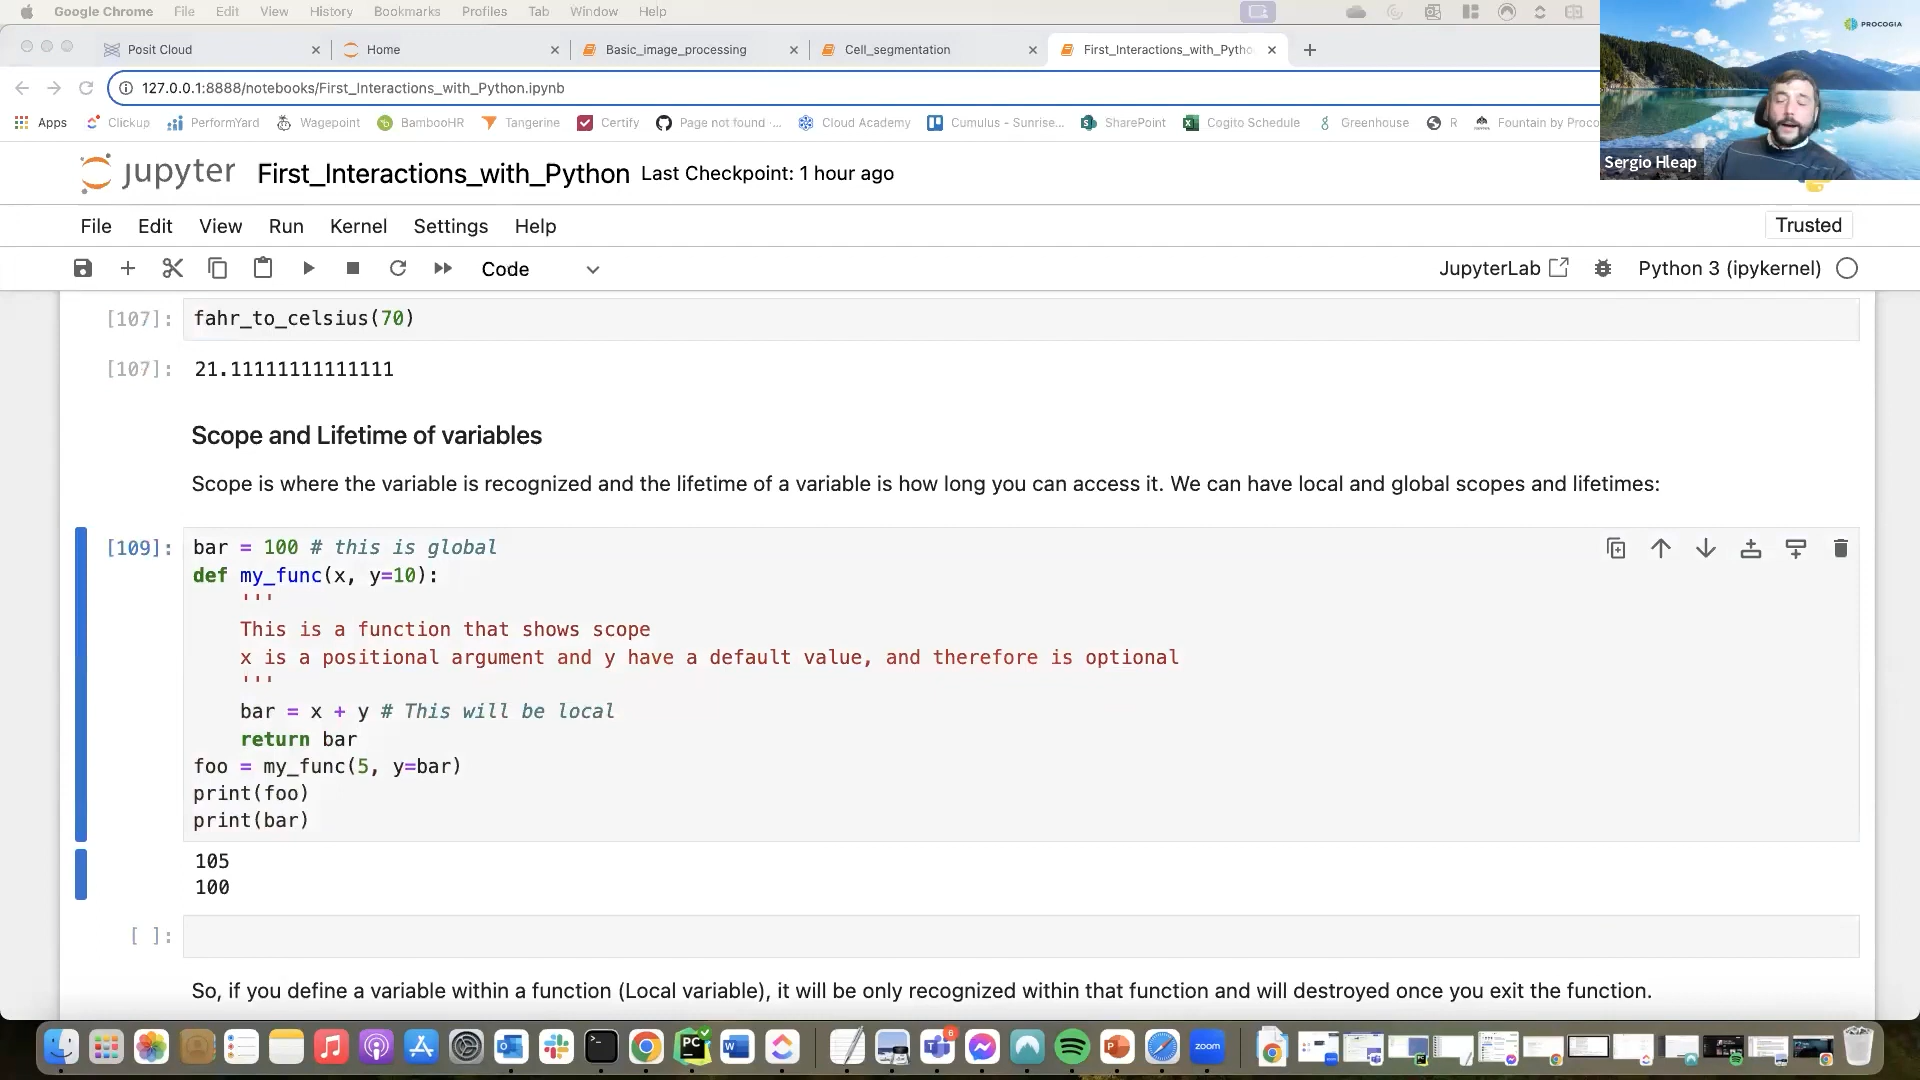 Google Chrome File Edit View History Bookmarks Profiles Tab Window Help
Posit Cloud Home Basic_image_processing Cell_segmentation First_Interactions_with_Pytho
127.0.0.1:8888/notebooks/First_Interactions_with_Python.ipynb
Apps Clickup PerformYard Wagepoint BambooHR Tangerine Certify Page not found ·... Cloud Academy Cumulus - Sunrise... SharePoint Cogito Schedule Greenhouse R Fountain by Proco
PROCOGIA
Sergio Hleap
jupyter First_Interactions_with_Python Last Checkpoint: 1 hour ago
File Edit View Run Kernel Settings Help Trusted
Code JupyterLab Python 3 (ipykernel)
[107]: fahr_to_celsius(70)
[107]: 21.11111111111111
Scope and Lifetime of variables
Scope is where the variable is recognized and the lifetime of a variable is how long you can access it. We can have local and global scopes and lifetimes:
[109]: bar = 100 # this is global
def my_func(x, y=10):
'''
This is a function that shows scope
x is a positional argument and y have a default value, and therefore is optional
'''
bar = x + y # This will be local
return bar
foo = my_func(5, y=bar)
print(foo)
print(bar)
105
100
[ ]:
So, if you define a variable within a function (Local variable), it will be only recognized within that function and will destroyed once you exit the function.
PC
6
zoom